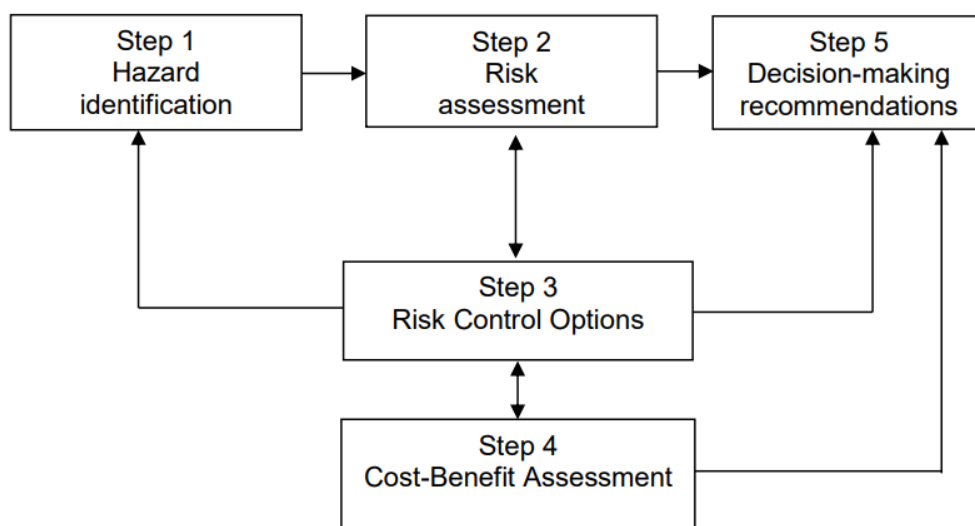 Step 1
Hazard
identification
Step 2
Risk
assessment
Step 5
Decision-making
recommendations
Step 3
Risk Control Options
Step 4
Cost-Benefit Assessment